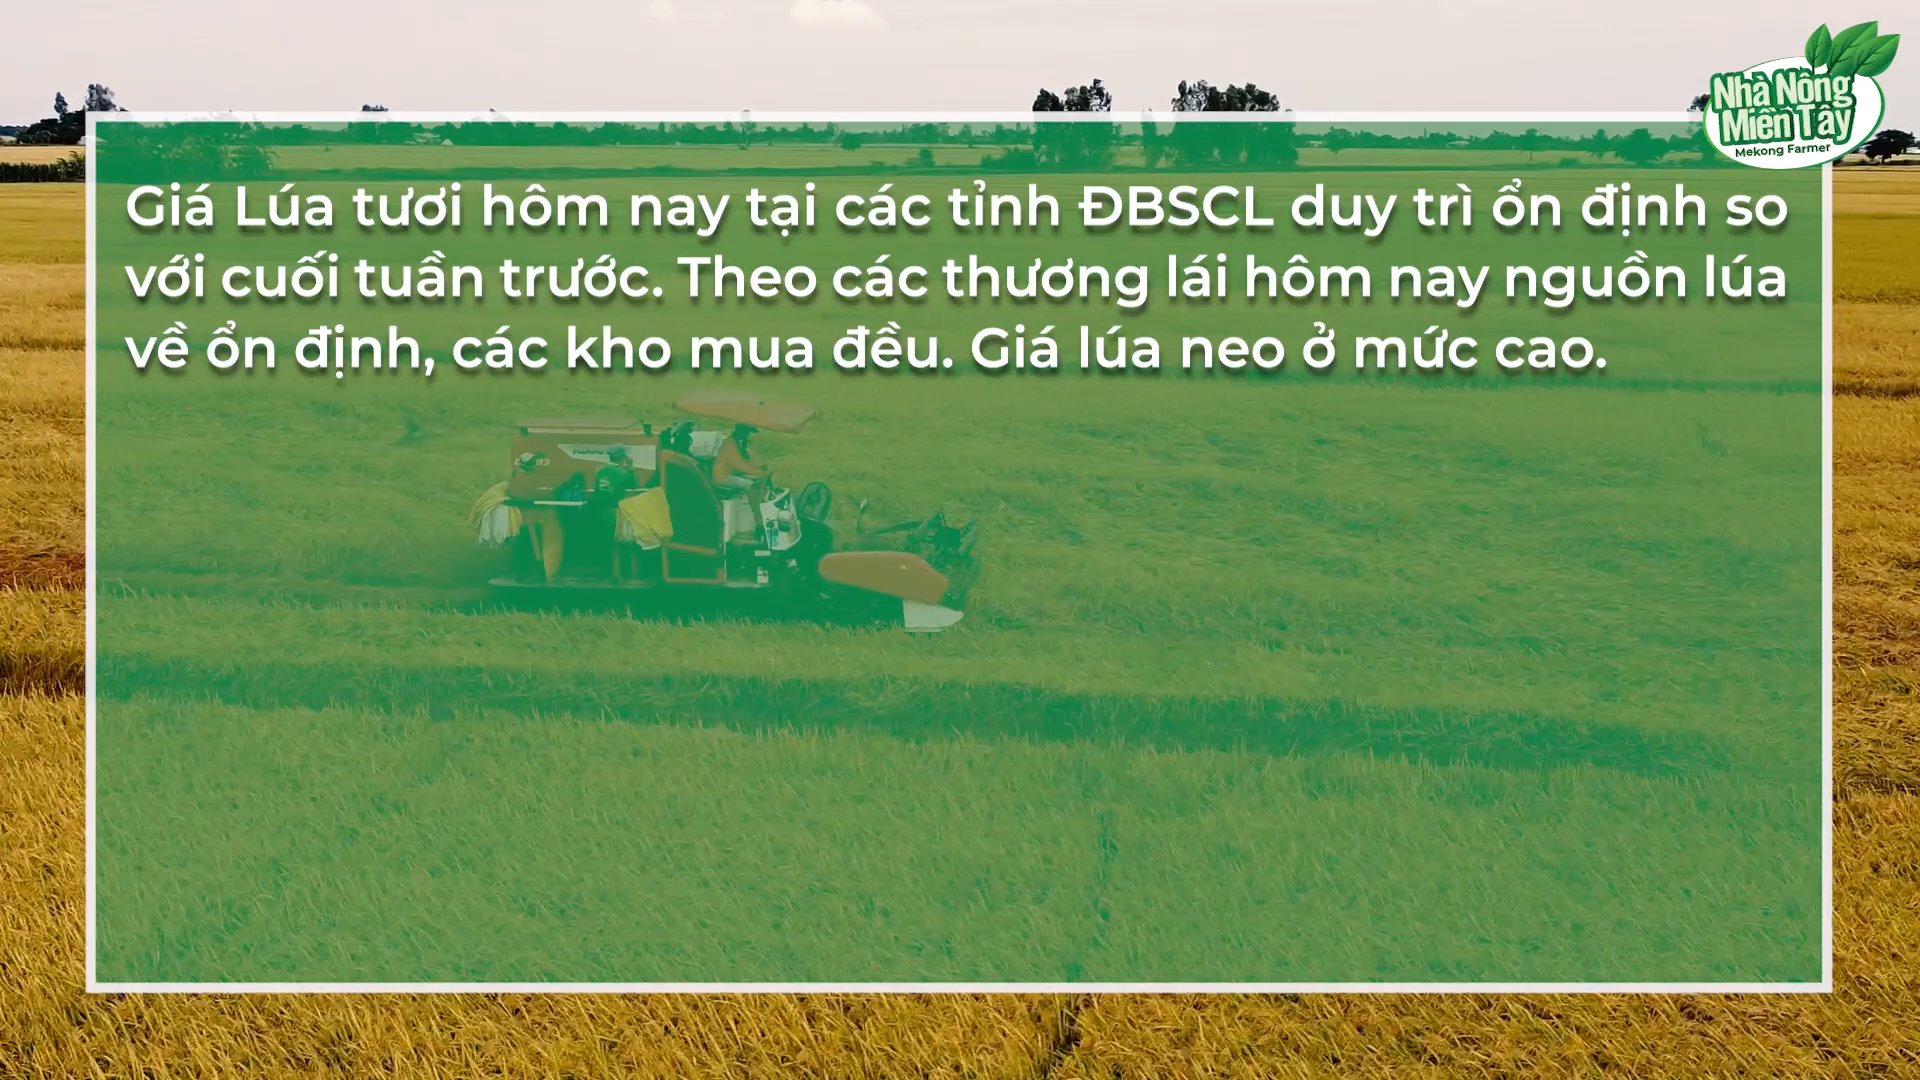 Nhà Nông
Miền Tây
Mekong Farmer
Giá Lúa tươi hôm nay tại các tỉnh ĐBSCL duy trì ổn định so
với cuối tuần trước. Theo các thương lái hôm nay nguồn lúa
về ổn định, các kho mua đều. Giá lúa neo ở mức cao.